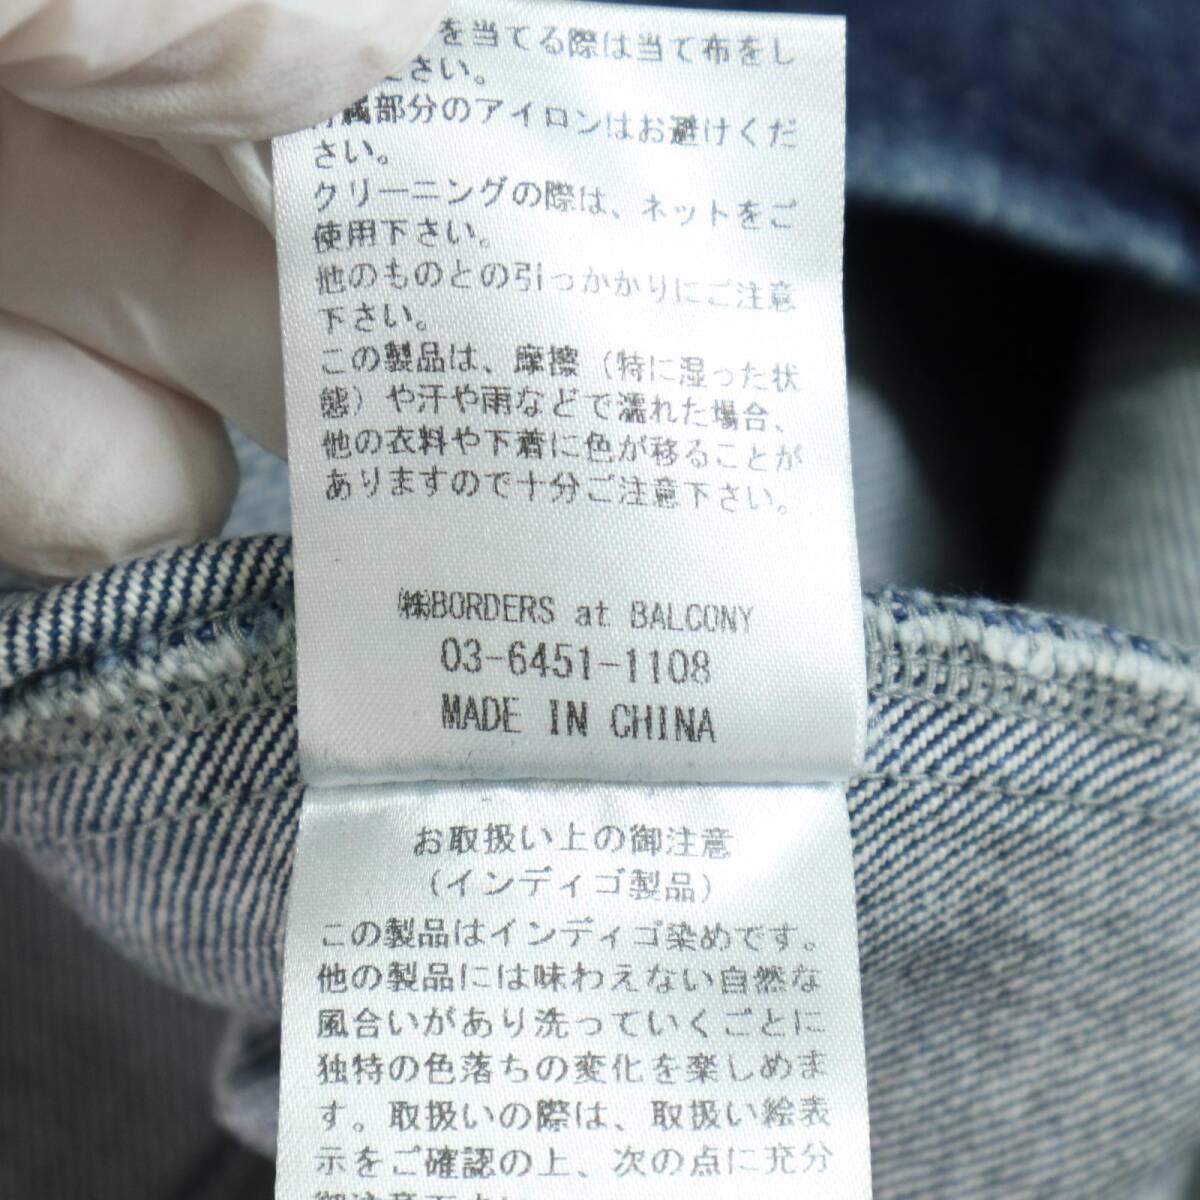 を当てる際は当て布をし
ださい。
付属部分のアイロンはお避けくだ
さい。
クリーニングの際は、ネットをご
使用下さい。
他のものとの引っかかりにご注意
下さい。
この製品は、摩擦（特に湿った状
態）や汗や雨などで濡れた場合、
他の衣料や下着に色が移ることが
ありますので十分ご注意下さい。
㈱BORDERS at BALCONY
03-6451-1108
MADE IN CHINA
お取扱い上の御注意
（インディゴ製品）
この製品はインディゴ染めです。
他の製品には味わえない自然な
風合いがあり洗っていくごとに
独特の色落ちの変化を楽しめま
す。取扱いの際は、取扱い絵表
示をご確認の上、次の点に充分
御注意下さい。